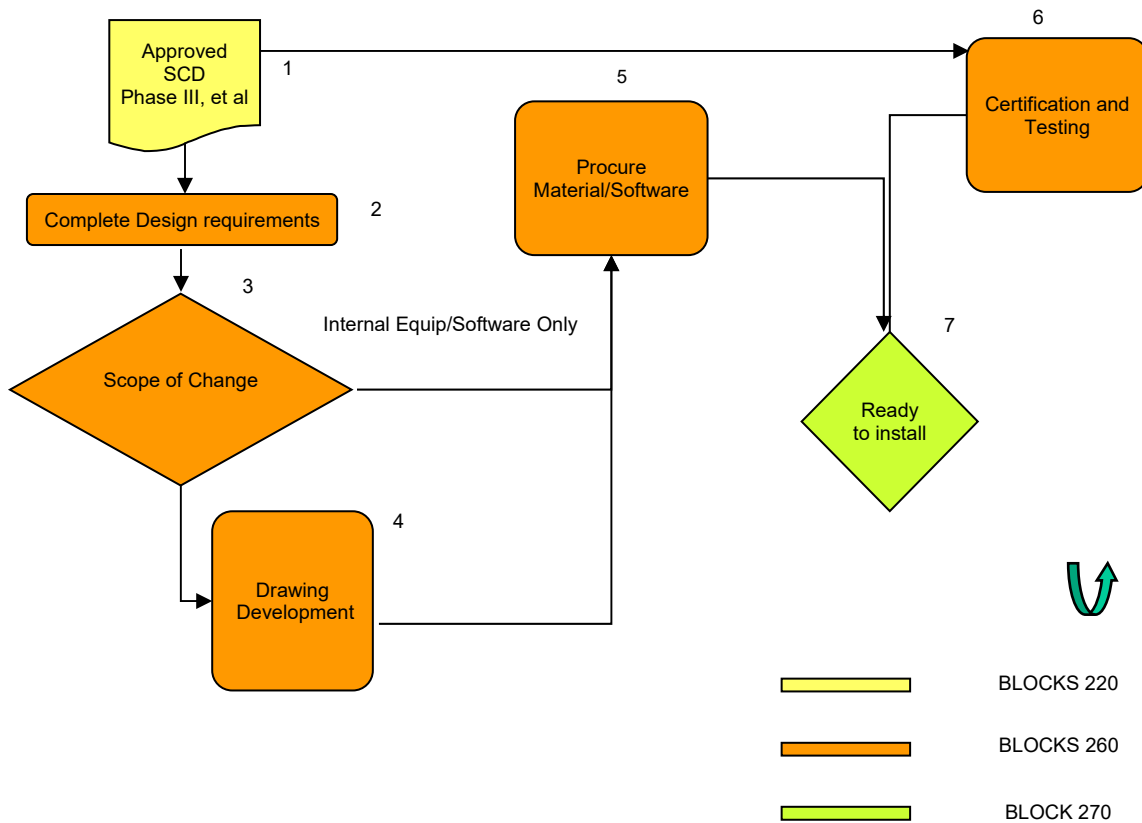 Approved
SCD
Phase III, et al
1
Complete Design requirements
2
Scope of Change
3
Internal Equip/Software Only
Drawing
Development
4
Procure
Material/Software
5
Certification and
Testing
6
Ready
to install
7
BLOCKS 220
BLOCKS 260
BLOCK 270